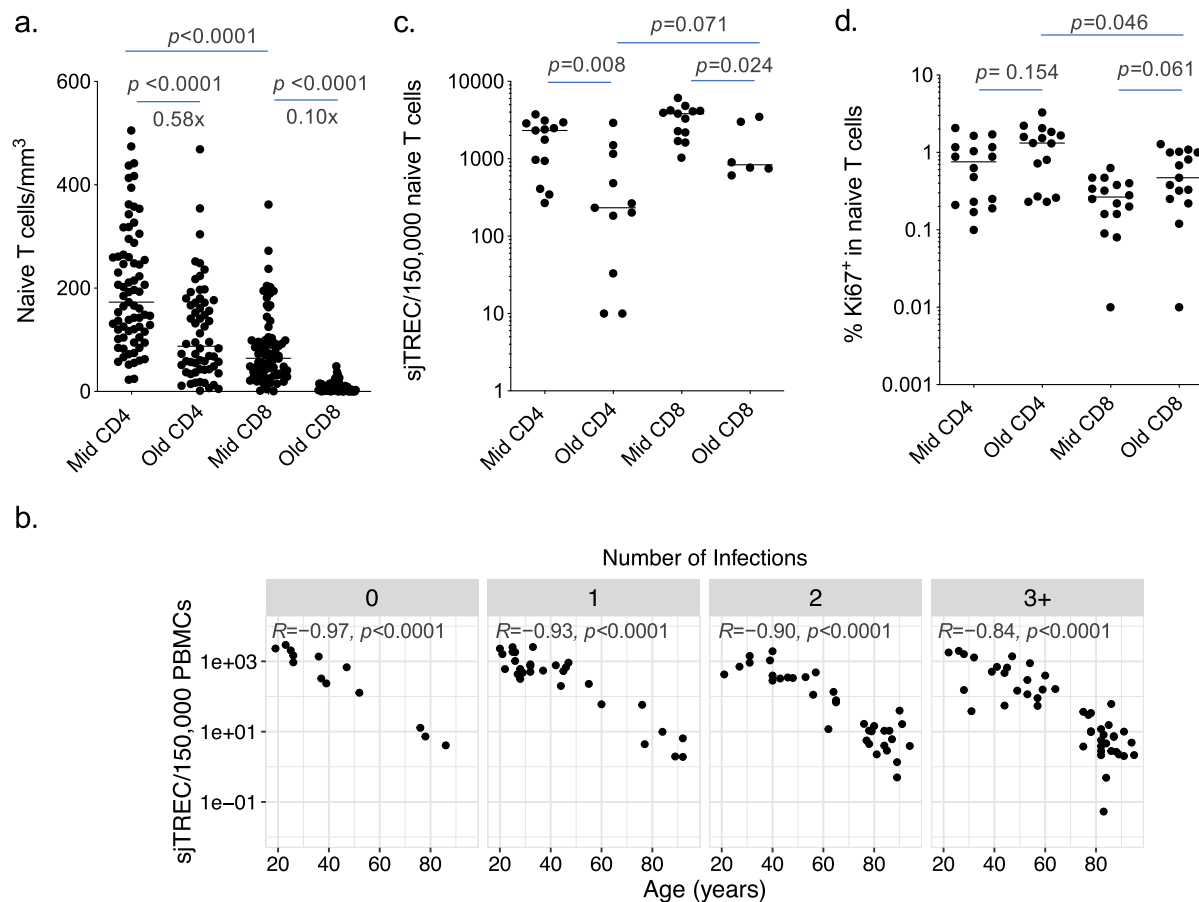 a.
p<0.0001
p <0.0001
p <0.0001
0.58x
0.10x
Naive T cells/mm³
600
400
200
0
Mid CD4
Old CD4
Mid CD8
Old CD8
c.
p=0.071
p=0.008
p=0.024
sjTREC/150,000 naive T cells
10000
1000
100
10
1
Mid CD4
Old CD4
Mid CD8
Old CD8
d.
p=0.046
p= 0.154
p=0.061
% Ki67⁺ in naive T cells
10
1
0.1
0.01
0.001
Mid CD4
Old CD4
Mid CD8
Old CD8
b.
Number of Infections
0
1
2
3+
R=−0.97, p<0.0001
R=−0.93, p<0.0001
R=−0.90, p<0.0001
R=−0.84, p<0.0001
sjTREC/150,000 PBMCs
1e+03
1e+01
1e−01
20 40 60 80
20 40 60 80
20 40 60 80
20 40 60 80
Age (years)